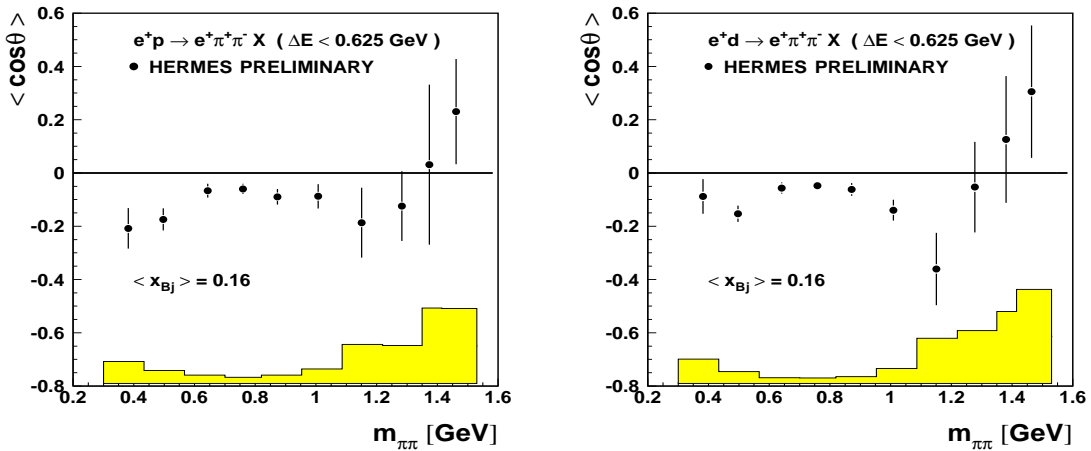 < cosθ >
e⁺p → e⁺π⁺π⁻ X ( ΔE < 0.625 GeV )
HERMES PRELIMINARY
< x_Bj > = 0.16
0.6
0.4
0.2
0
-0.2
-0.4
-0.6
-0.8
0.2 0.4 0.6 0.8 1 1.2 1.4 1.6
m_ππ [GeV]
< cosθ >
e⁺d → e⁺π⁺π⁻ X ( ΔE < 0.625 GeV )
HERMES PRELIMINARY
< x_Bj > = 0.16
0.6
0.4
0.2
0
-0.2
-0.4
-0.6
-0.8
0.2 0.4 0.6 0.8 1 1.2 1.4 1.6
m_ππ [GeV]